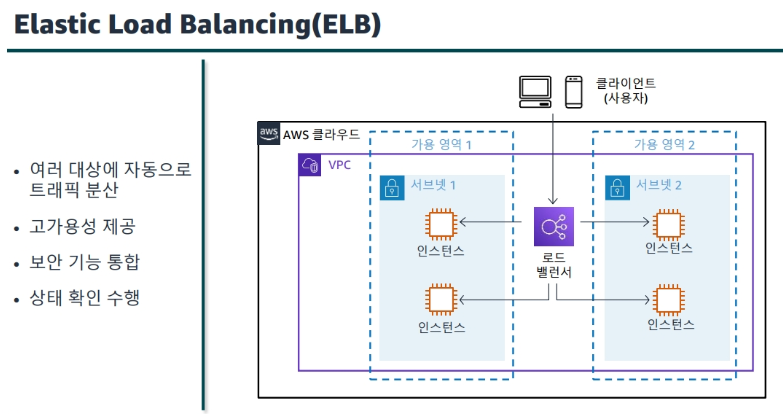 Elastic Load Balancing(ELB)
• 여러 대상에 자동으로
트래픽 분산
• 고가용성 제공
• 보안 기능 통합
• 상태 확인 수행
클라이언트
(사용자)
aws
AWS 클라우드
가용 영역 1
가용 영역 2
VPC
서브넷 1
서브넷 2
인스턴스
인스턴스
로드
밸런서
인스턴스
인스턴스